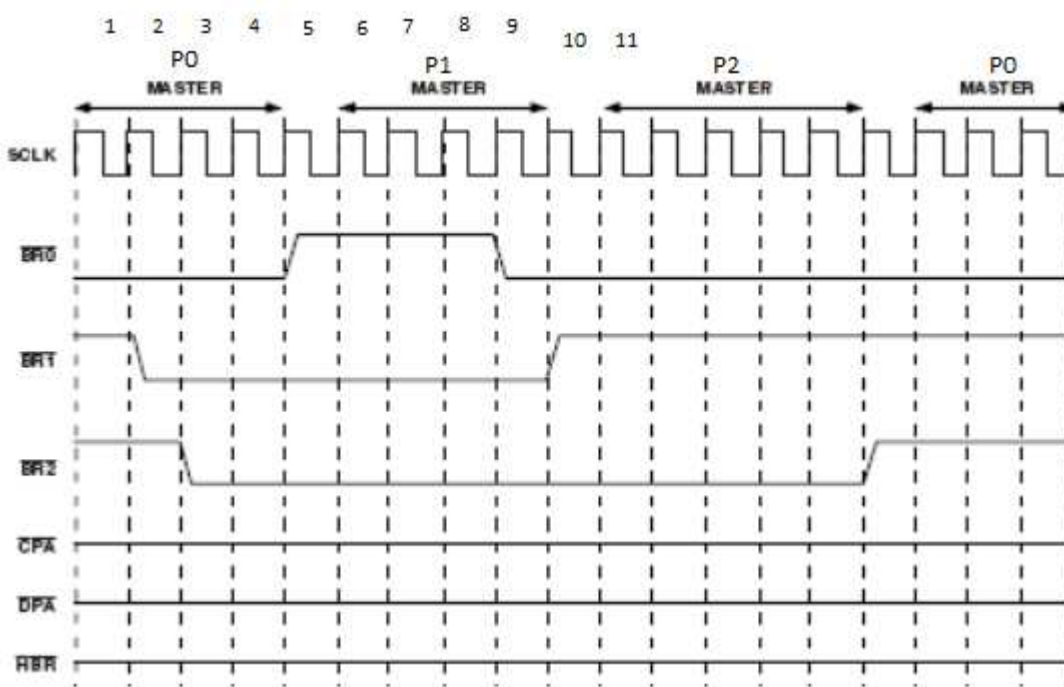 1 2 3 4 5 6 7 8 9 10 11
P0 P1 P2 P0
MASTER MASTER MASTER MASTER
SCLK
BR0
BR1
BR2
CPA
DPA
HBR